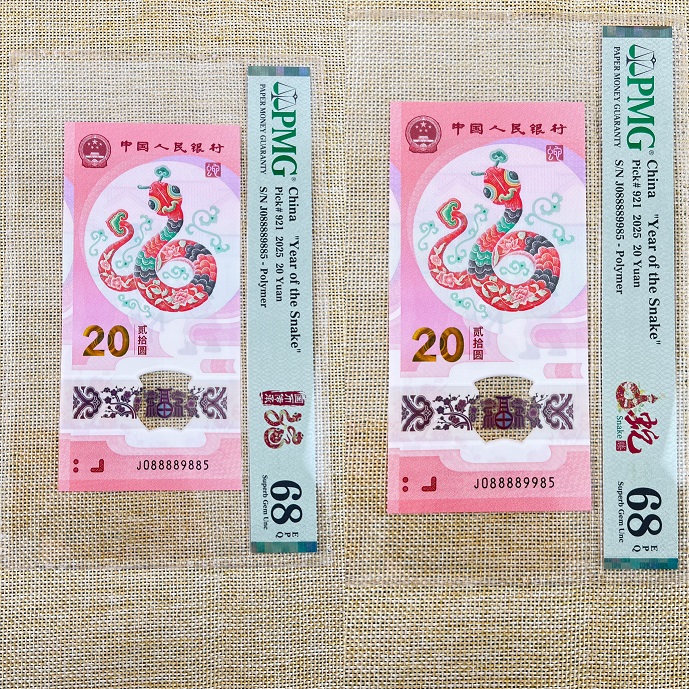 中国人民银行
20
贰拾圆
J088889885
PMG®
PAPER MONEY GUARANTY
China "Year of the Snake"
Pick# 921 2025 20 Yuan
S/N J088889885 - Polymer
68 EPQ
Superb Gem Unc
中国人民银行
20
贰拾圆
J088889985
PMG®
PAPER MONEY GUARANTY
China "Year of the Snake"
Pick# 921 2025 20 Yuan
S/N J088889985 - Polymer
蛇
Snake
68 EPQ
Superb Gem Unc